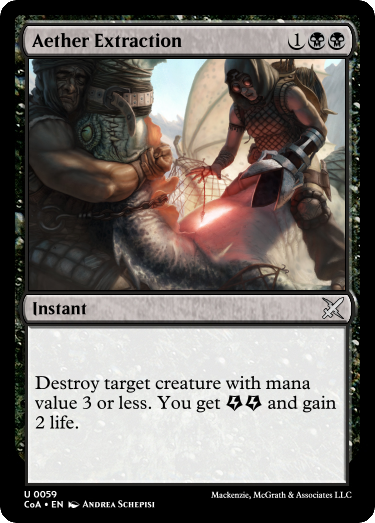 Aether Extraction 1
Instant
Destroy target creature with mana
value 3 or less. You get and gain
2 life.
U 0059
CoA • EN Andrea Schepisi
Mackenzie, McGrath & Associates LLC